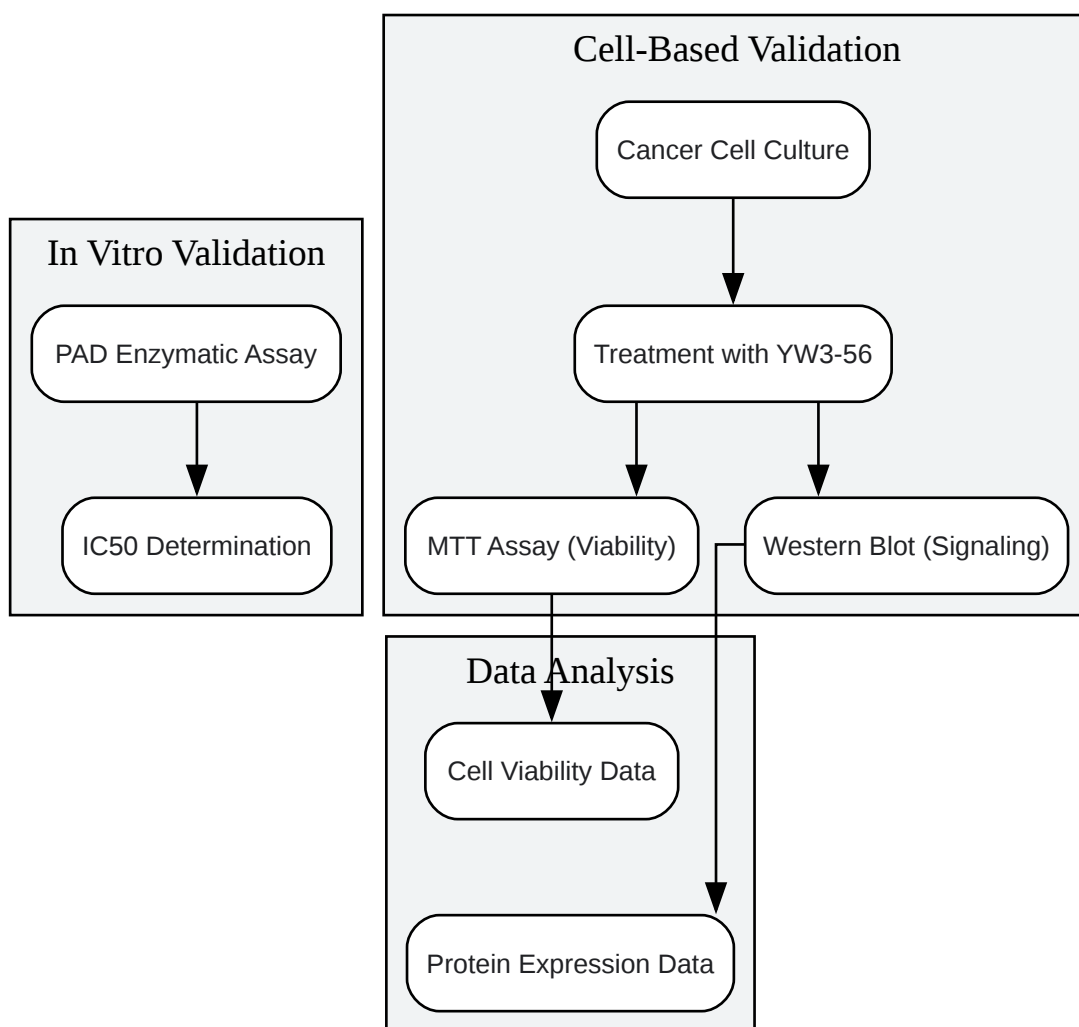 Cell-Based Validation
Cancer Cell Culture
In Vitro Validation
PAD Enzymatic Assay
Treatment with YW3-56
IC50 Determination
MTT Assay (Viability)
Western Blot (Signaling)
Data Analysis
Cell Viability Data
Protein Expression Data